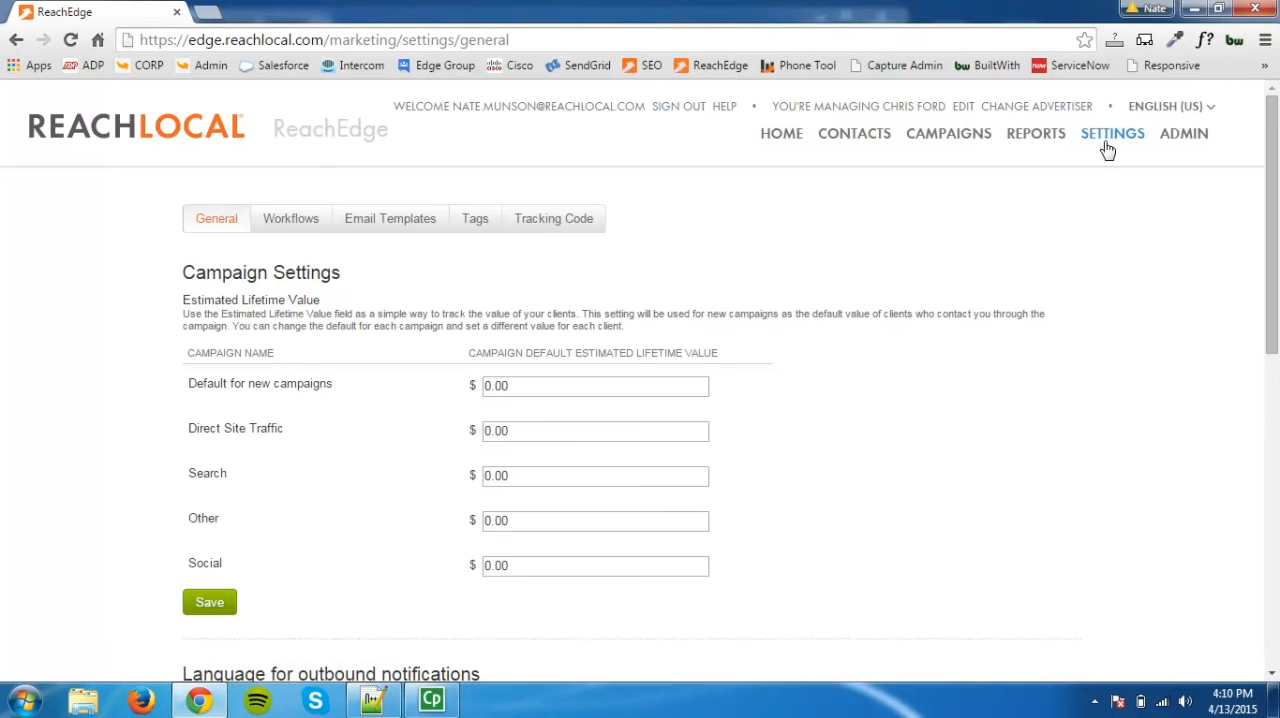 ReachEdge
Nate
https://edge.reachlocal.com/marketing/settings/general
Apps ADP CORP Admin Salesforce Intercom Edge Group Cisco SendGrid SEO ReachEdge Phone Tool Capture Admin BuiltWith ServiceNow Responsive »
WELCOME NATE.MUNSON@REACHLOCAL.COM SIGN OUT HELP • YOU'RE MANAGING CHRIS FORD EDIT CHANGE ADVERTISER • ENGLISH (US)
REACHLOCAL ReachEdge
HOME CONTACTS CAMPAIGNS REPORTS SETTINGS ADMIN
General Workflows Email Templates Tags Tracking Code
Campaign Settings
Estimated Lifetime Value
Use the Estimated Lifetime Value field as a simple way to track the value of your clients. This setting will be used for new campaigns as the default value of clients who contact you through the
campaign. You can change the default for each campaign and set a different value for each client.
CAMPAIGN NAME CAMPAIGN DEFAULT ESTIMATED LIFETIME VALUE
Default for new campaigns $ 0.00
Direct Site Traffic $ 0.00
Search $ 0.00
Other $ 0.00
Social $ 0.00
Save
Language for outbound notifications
4:10 PM
4/13/2015